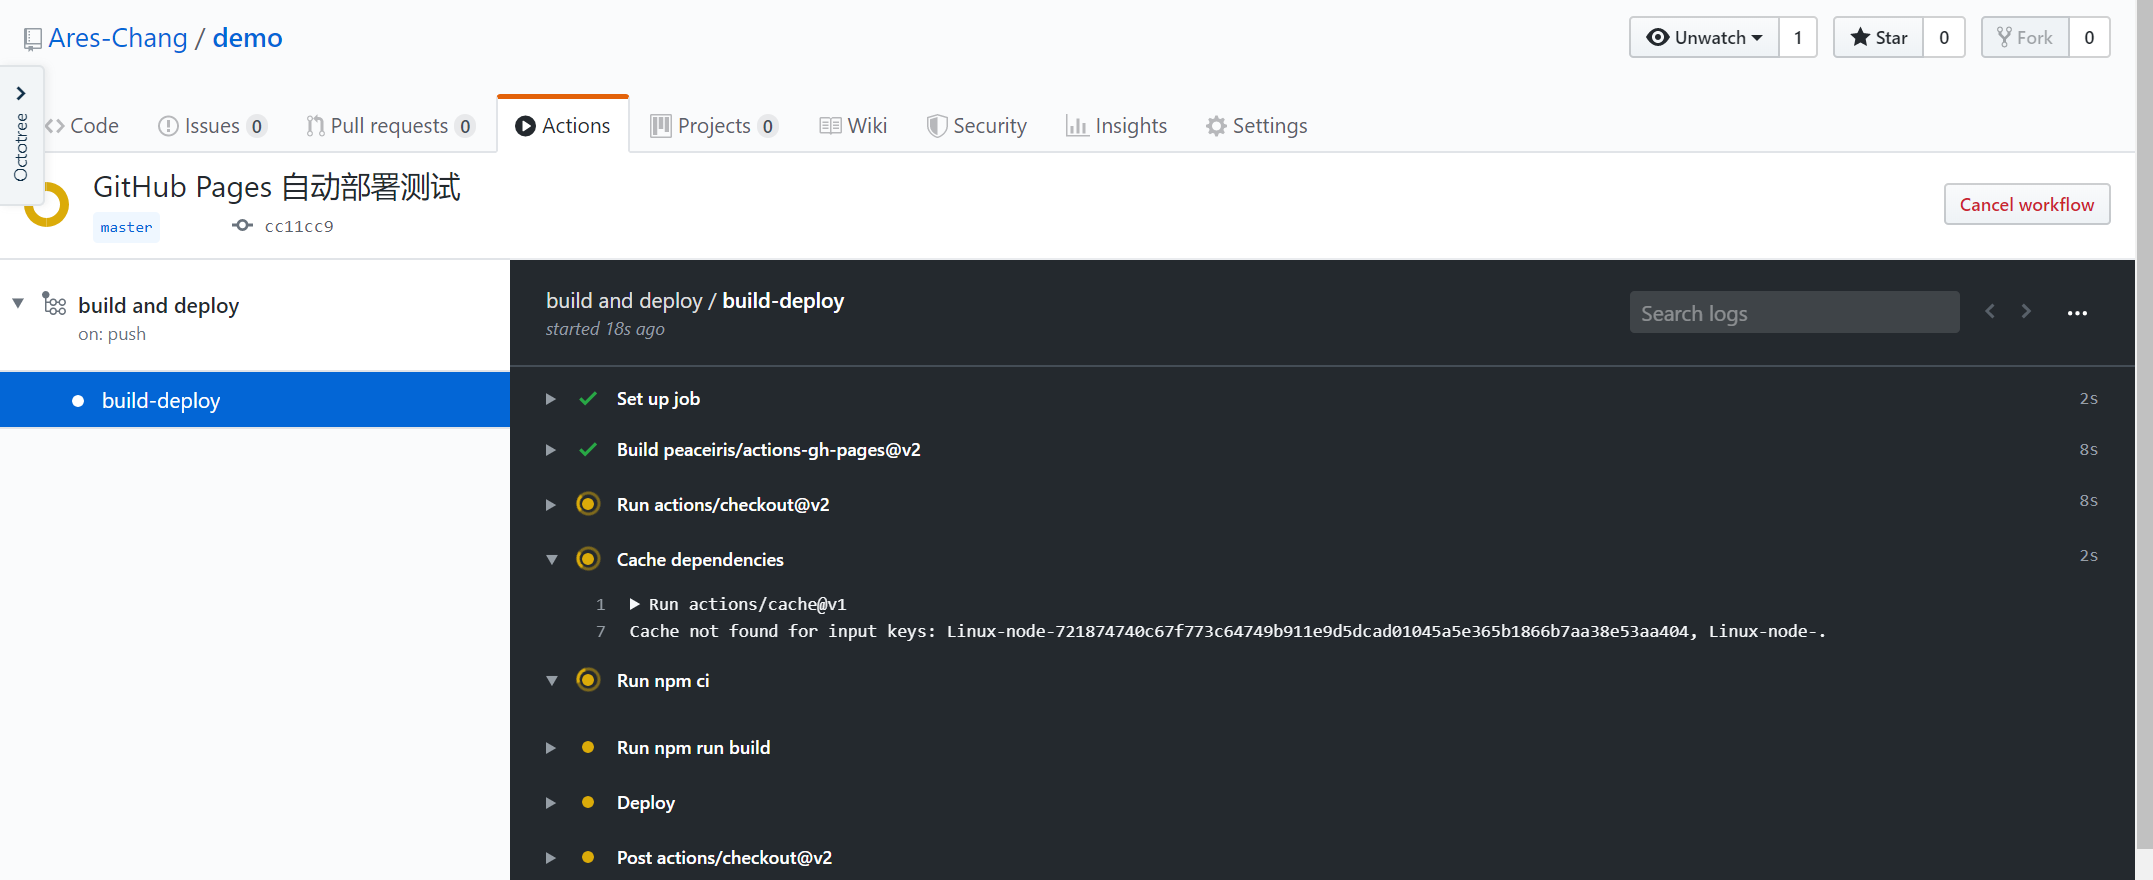 Ares-Chang / demo
Unwatch 1 Star 0 Fork 0
Octotree
Code Issues 0 Pull requests 0 Actions Projects 0 Wiki Security Insights Settings
GitHub Pages 自动部署测试
master cc11cc9
Cancel workflow
build and deploy
on: push
build-deploy
build and deploy / build-deploy
started 18s ago
Search logs
Set up job 2s
Build peaceiris/actions-gh-pages@v2 8s
Run actions/checkout@v2 8s
Cache dependencies 2s
1 Run actions/cache@v1
7 Cache not found for input keys: Linux-node-721874740c67f773c64749b911e9d5dcad01045a5e365b1866b7aa38e53aa404, Linux-node-.
Run npm ci
Run npm run build
Deploy
Post actions/checkout@v2